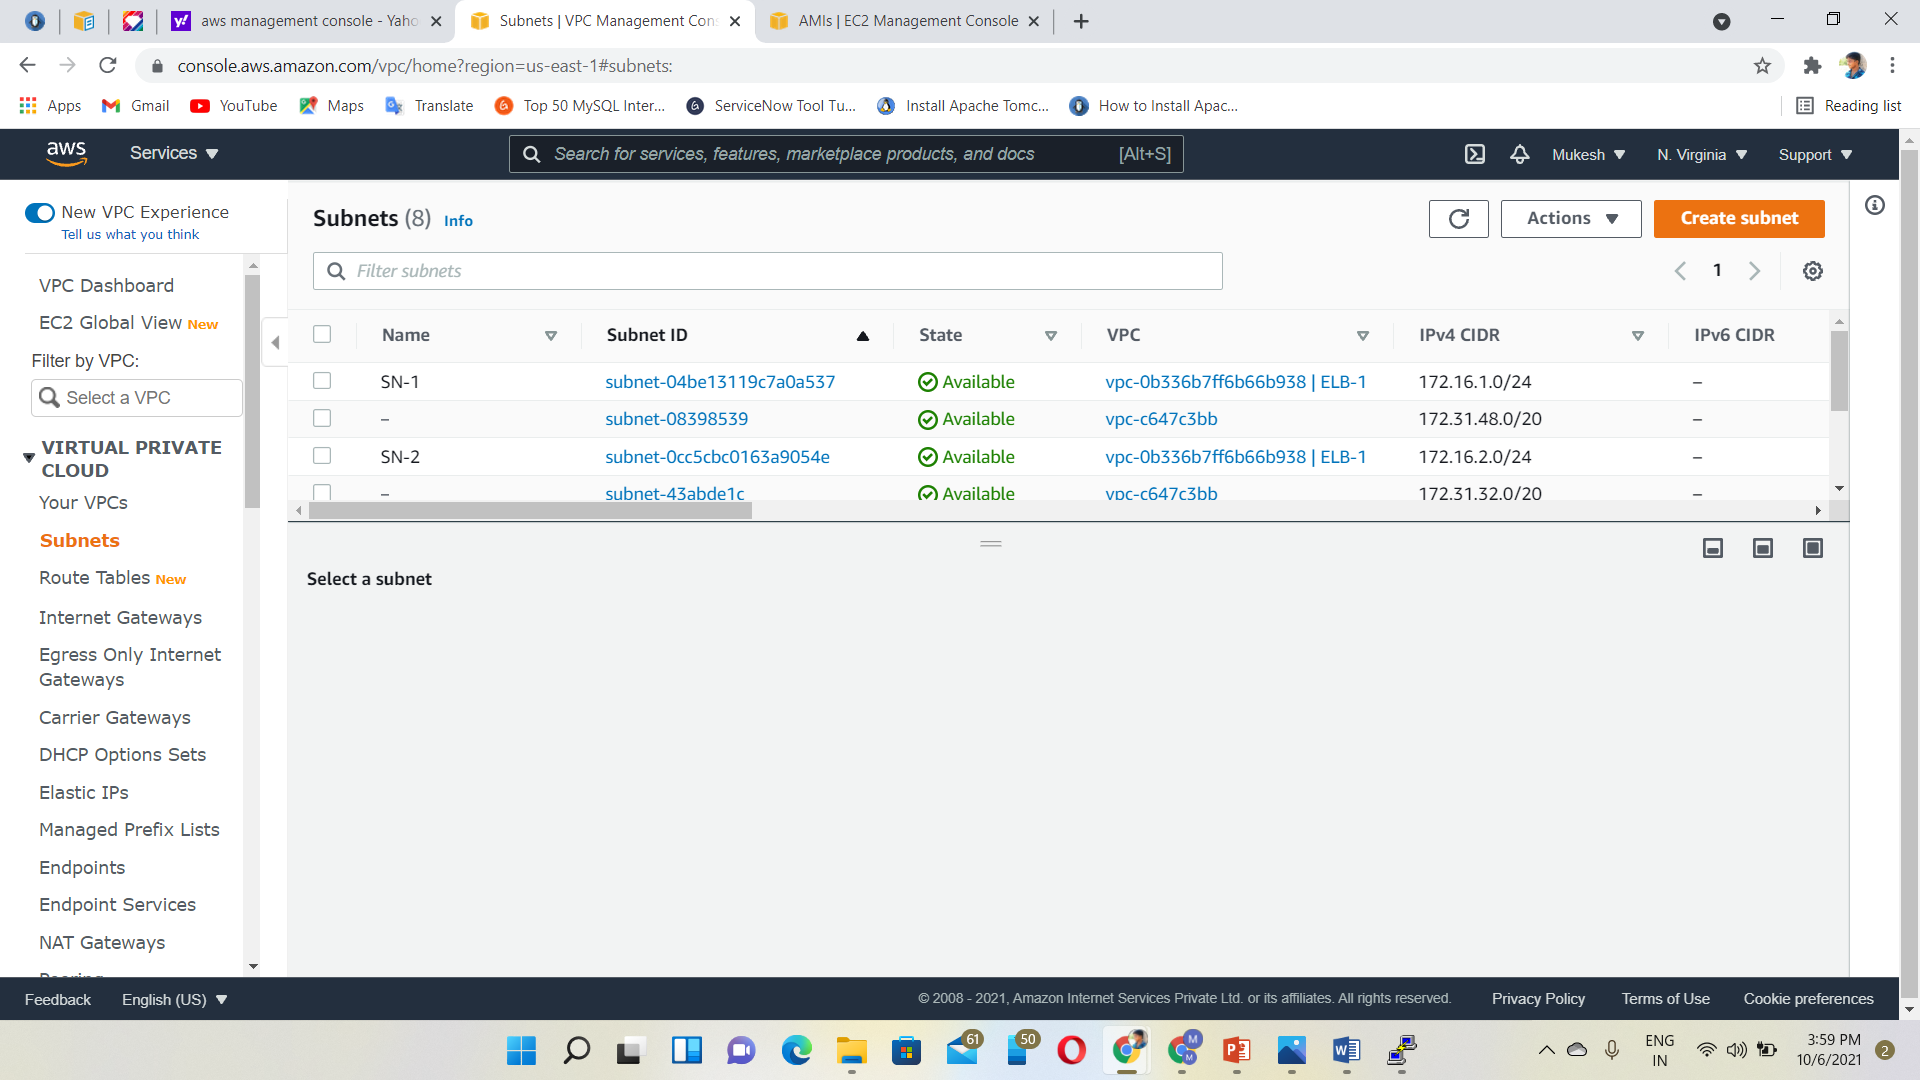 aws management console - Yaho
Subnets | VPC Management Con
AMIs | EC2 Management Console
console.aws.amazon.com/vpc/home?region=us-east-1#subnets:
Apps
Gmail
YouTube
Maps
Translate
Top 50 MySQL Inter...
ServiceNow Tool Tu...
Install Apache Tomc...
How to Install Apac...
Reading list
aws
Services
Search for services, features, marketplace products, and docs
[Alt+S]
Mukesh
N. Virginia
Support
New VPC Experience
Tell us what you think
VPC Dashboard
EC2 Global View New
Filter by VPC:
Select a VPC
VIRTUAL PRIVATE
CLOUD
Your VPCs
Subnets
Route Tables New
Internet Gateways
Egress Only Internet
Gateways
Carrier Gateways
DHCP Options Sets
Elastic IPs
Managed Prefix Lists
Endpoints
Endpoint Services
NAT Gateways
Subnets (8) Info
Actions
Create subnet
Filter subnets
1
Name Subnet ID State VPC IPv4 CIDR IPv6 CIDR
SN-1 subnet-04be13119c7a0a537 Available vpc-0b336b7ff6b66b938 | ELB-1 172.16.1.0/24 –
– subnet-08398539 Available vpc-c647c3bb 172.31.48.0/20 –
SN-2 subnet-0cc5cbc0163a9054e Available vpc-0b336b7ff6b66b938 | ELB-1 172.16.2.0/24 –
– subnet-43abde1c Available vpc-c647c3bb 172.31.32.0/20 –
Select a subnet
Feedback
English (US)
© 2008 - 2021, Amazon Internet Services Private Ltd. or its affiliates. All rights reserved.
Privacy Policy
Terms of Use
Cookie preferences
61
50
M
M
ENG
IN
3:59 PM
10/6/2021
2